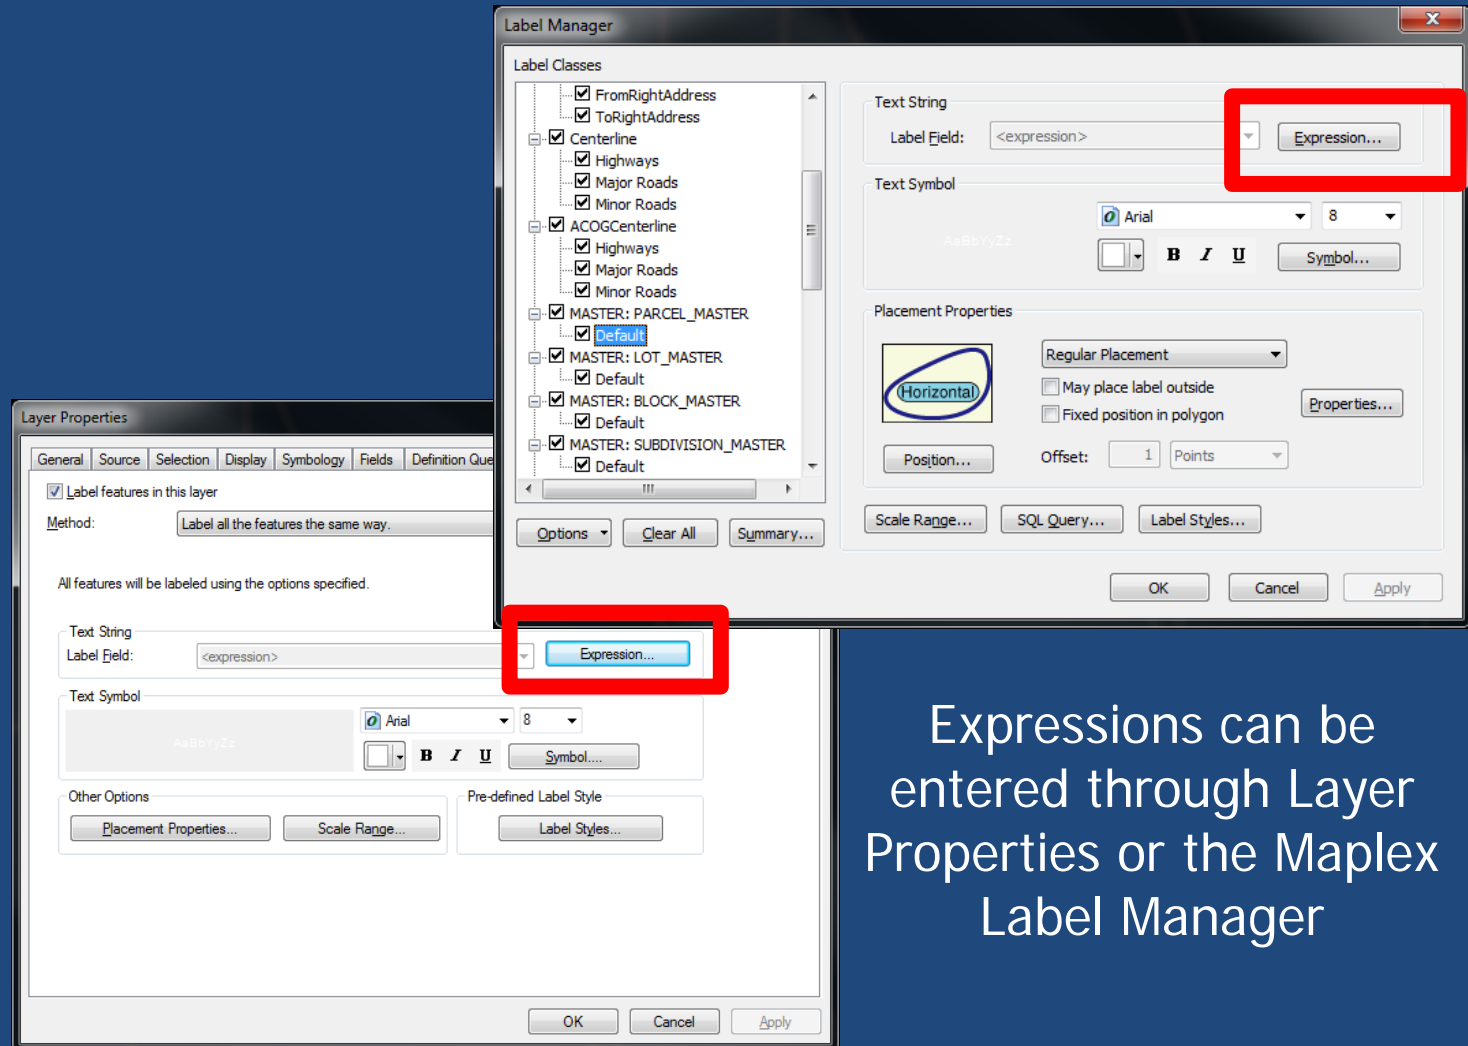 Label Manager
Label Classes
FromRightAddress
ToRightAddress
Centerline
Highways
Major Roads
Minor Roads
ACOGCenterline
Highways
Major Roads
Minor Roads
MASTER: PARCEL_MASTER
Default
MASTER: LOT_MASTER
Default
MASTER: BLOCK_MASTER
Default
MASTER: SUBDIVISION_MASTER
Default
Options
Clear All
Summary...
Text String
Label Field:
<expression>
Expression...
Text Symbol
AaBbYyZz
Arial
8
B I U
Symbol...
Placement Properties
Horizontal
Regular Placement
May place label outside
Fixed position in polygon
Properties...
Position...
Offset:
1
Points
Scale Range...
SQL Query...
Label Styles...
OK
Cancel
Apply
Layer Properties
General
Source
Selection
Display
Symbology
Fields
Definition Que
Label features in this layer
Method:
Label all the features the same way.
All features will be labeled using the options specified.
Text String
Label Field:
<expression>
Expression...
Text Symbol
AaBbYyZz
Arial
8
B I U
Symbol....
Other Options
Placement Properties...
Scale Range...
Pre-defined Label Style
Label Styles...
OK
Cancel
Apply
Expressions can be
entered through Layer
Properties or the Maplex
Label Manager